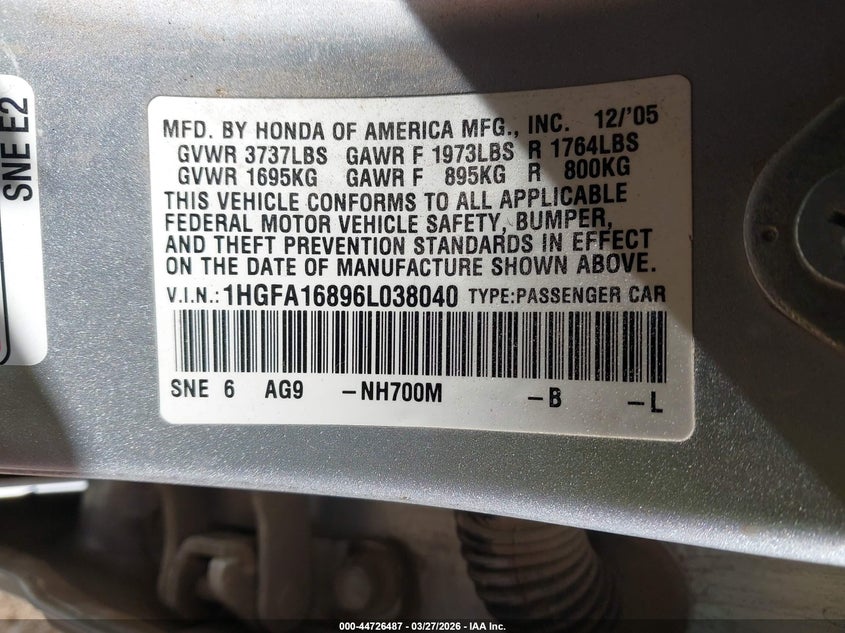 SNE E2
MFD. BY HONDA OF AMERICA MFG., INC. 12/'05
GVWR 3737LBS GAWR F 1973LBS R 1764LBS
GVWR 1695KG GAWR F 895KG R 800KG
THIS VEHICLE CONFORMS TO ALL APPLICABLE
FEDERAL MOTOR VEHICLE SAFETY, BUMPER,
AND THEFT PREVENTION STANDARDS IN EFFECT
ON THE DATE OF MANUFACTURE SHOWN ABOVE.
V.I.N.: 1HGFA16896L038040 TYPE:PASSENGER CAR
SNE 6 AG9 -NH700M -B -L
000-44726487 - 03/27/2026 - IAA Inc.